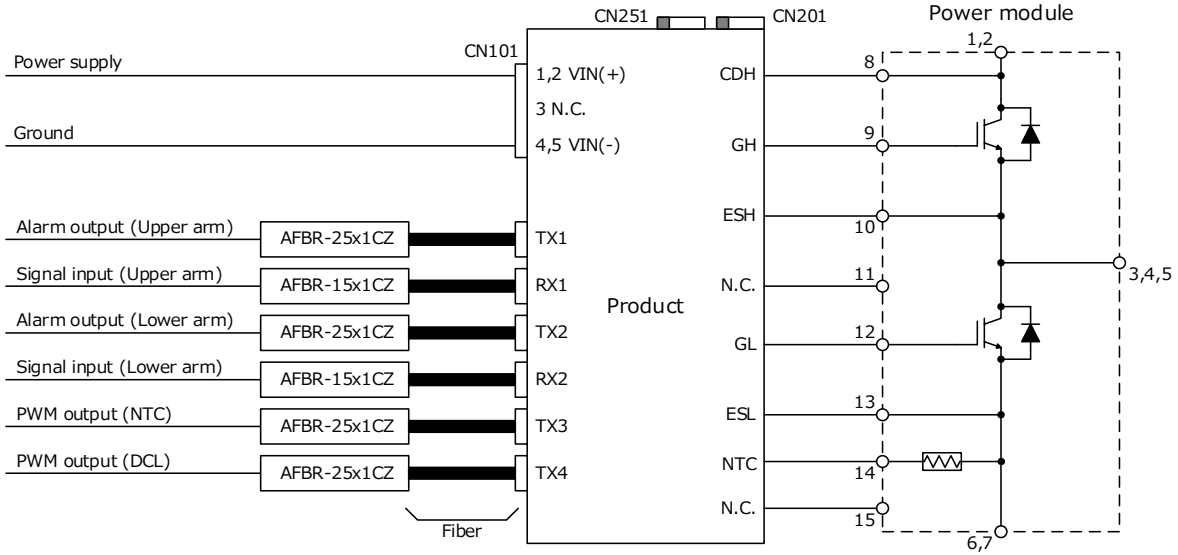 CN251
CN201
Power module
CN101
1,2
Power supply
1,2 VIN(+)
CDH
8
3 N.C.
Ground
4,5 VIN(-)
GH
9
Alarm output (Upper arm)
AFBR-25x1CZ
TX1
ESH
10
Signal input (Upper arm)
AFBR-15x1CZ
RX1
N.C.
11
3,4,5
Product
Alarm output (Lower arm)
AFBR-25x1CZ
TX2
GL
12
Signal input (Lower arm)
AFBR-15x1CZ
RX2
PWM output (NTC)
AFBR-25x1CZ
TX3
ESL
13
PWM output (DCL)
AFBR-25x1CZ
TX4
NTC
14
N.C.
15
Fiber
6,7